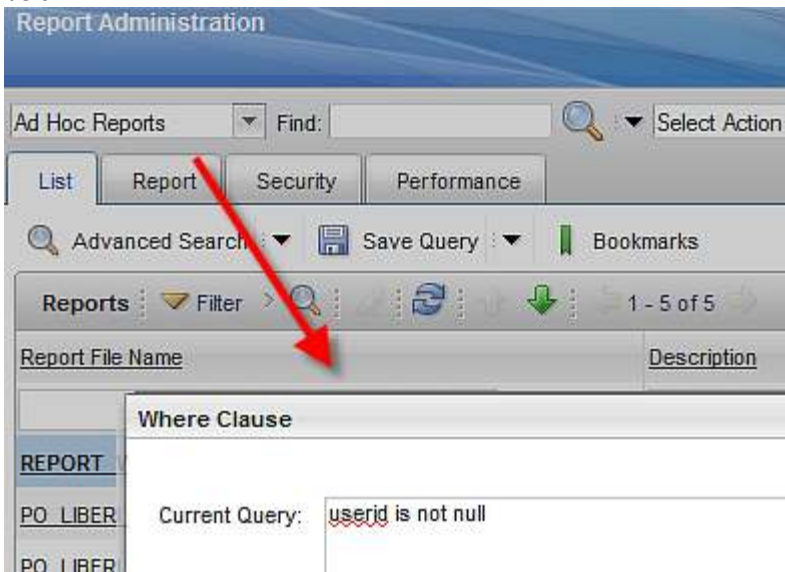 Report Administration
Ad Hoc Reports Find: Select Action
List Report Security Performance
Advanced Search Save Query Bookmarks
Reports Filter 1 - 5 of 5
Report File Name Description
Where Clause
REPORT
PO_LIBER Current Query: userid is not null
PO_LIBER